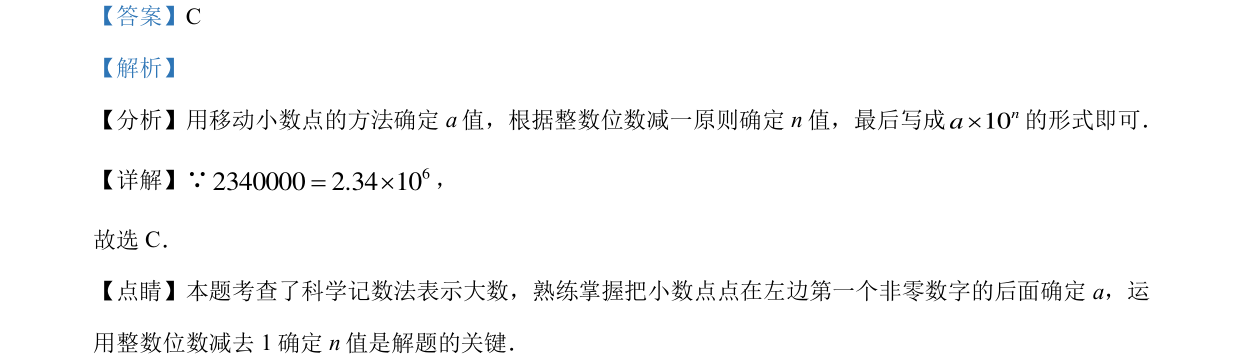 【答案】C
【解析】
【分析】用移动小数点的方法确定 a 值，根据整数位数减一原则确定 n 值，最后写成 a×10ⁿ 的形式即可．
【详解】∵ 2340000＝2.34×10⁶，
故选 C．
【点睛】本题考查了科学记数法表示大数，熟练掌握把小数点点在左边第一个非零数字的后面确定 a，运
用整数位数减去 1 确定 n 值是解题的关键．